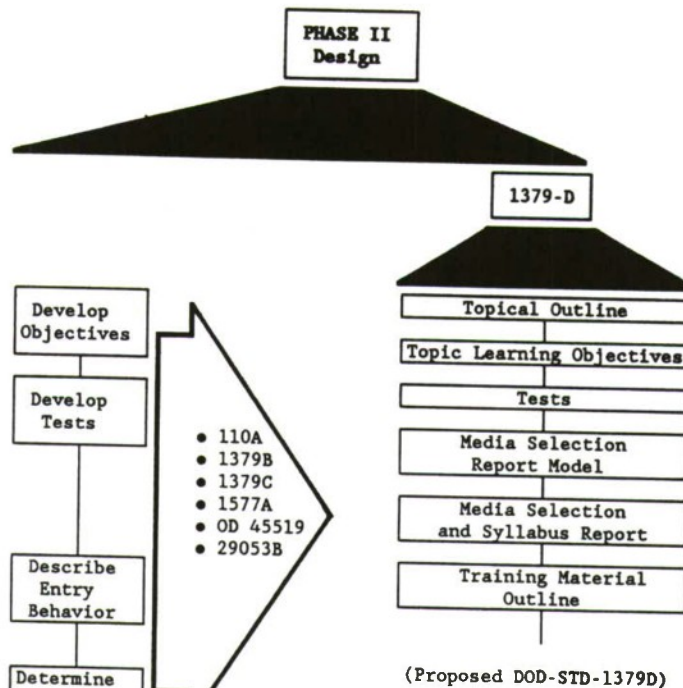 PHASE II
Design
1379-D
Develop
Objectives
Develop
Tests
Describe
Entry
Behavior
Determine
● 110A
● 1379B
● 1379C
● 1577A
● OD 45519
● 29053B
Topical Outline
Topic Learning Objectives
Tests
Media Selection
Report Model
Media Selection
and Syllabus Report
Training Material
Outline
(Proposed DOD-STD-1379D)